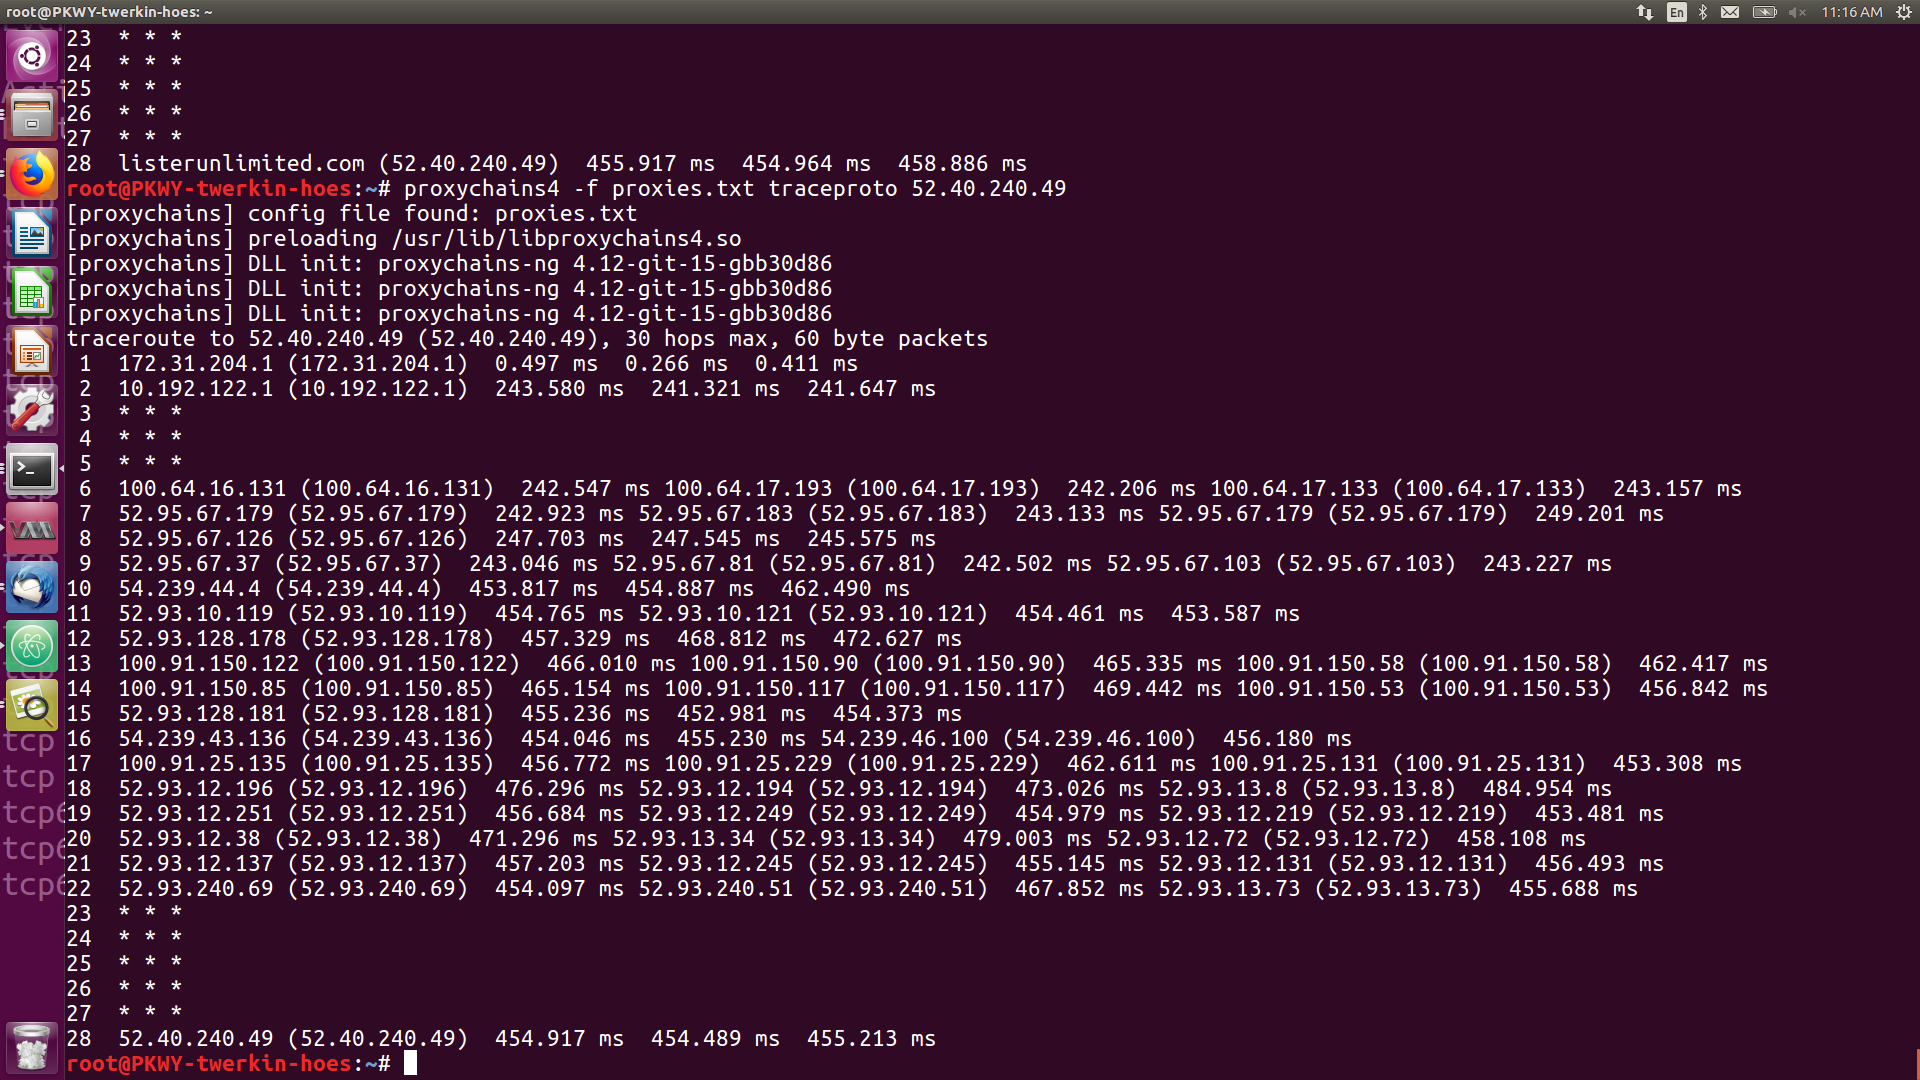 root@PKWY-twerkin-hoes: ~
En
11:16 AM
23 * * *
24 * * *
25 * * *
26 * * *
27 * * *
28 listerunlimited.com (52.40.240.49) 455.917 ms 454.964 ms 458.886 ms
root@PKWY-twerkin-hoes:~# proxychains4 -f proxies.txt traceproto 52.40.240.49
[proxychains] config file found: proxies.txt
[proxychains] preloading /usr/lib/libproxychains4.so
[proxychains] DLL init: proxychains-ng 4.12-git-15-gbb30d86
[proxychains] DLL init: proxychains-ng 4.12-git-15-gbb30d86
[proxychains] DLL init: proxychains-ng 4.12-git-15-gbb30d86
traceroute to 52.40.240.49 (52.40.240.49), 30 hops max, 60 byte packets
1 172.31.204.1 (172.31.204.1) 0.497 ms 0.266 ms 0.411 ms
2 10.192.122.1 (10.192.122.1) 243.580 ms 241.321 ms 241.647 ms
3 * * *
4 * * *
5 * * *
6 100.64.16.131 (100.64.16.131) 242.547 ms 100.64.17.193 (100.64.17.193) 242.206 ms 100.64.17.133 (100.64.17.133) 243.157 ms
7 52.95.67.179 (52.95.67.179) 242.923 ms 52.95.67.183 (52.95.67.183) 243.133 ms 52.95.67.179 (52.95.67.179) 249.201 ms
8 52.95.67.126 (52.95.67.126) 247.703 ms 247.545 ms 245.575 ms
9 52.95.67.37 (52.95.67.37) 243.046 ms 52.95.67.81 (52.95.67.81) 242.502 ms 52.95.67.103 (52.95.67.103) 243.227 ms
10 54.239.44.4 (54.239.44.4) 453.817 ms 454.887 ms 462.490 ms
11 52.93.10.119 (52.93.10.119) 454.765 ms 52.93.10.121 (52.93.10.121) 454.461 ms 453.587 ms
12 52.93.128.178 (52.93.128.178) 457.329 ms 468.812 ms 472.627 ms
13 100.91.150.122 (100.91.150.122) 466.010 ms 100.91.150.90 (100.91.150.90) 465.335 ms 100.91.150.58 (100.91.150.58) 462.417 ms
14 100.91.150.85 (100.91.150.85) 465.154 ms 100.91.150.117 (100.91.150.117) 469.442 ms 100.91.150.53 (100.91.150.53) 456.842 ms
15 52.93.128.181 (52.93.128.181) 455.236 ms 452.981 ms 454.373 ms
16 54.239.43.136 (54.239.43.136) 454.046 ms 455.230 ms 54.239.46.100 (54.239.46.100) 456.180 ms
17 100.91.25.135 (100.91.25.135) 456.772 ms 100.91.25.229 (100.91.25.229) 462.611 ms 100.91.25.131 (100.91.25.131) 453.308 ms
18 52.93.12.196 (52.93.12.196) 476.296 ms 52.93.12.194 (52.93.12.194) 473.026 ms 52.93.13.8 (52.93.13.8) 484.954 ms
19 52.93.12.251 (52.93.12.251) 456.684 ms 52.93.12.249 (52.93.12.249) 454.979 ms 52.93.12.219 (52.93.12.219) 453.481 ms
20 52.93.12.38 (52.93.12.38) 471.296 ms 52.93.13.34 (52.93.13.34) 479.003 ms 52.93.12.72 (52.93.12.72) 458.108 ms
21 52.93.12.137 (52.93.12.137) 457.203 ms 52.93.12.245 (52.93.12.245) 455.145 ms 52.93.12.131 (52.93.12.131) 456.493 ms
22 52.93.240.69 (52.93.240.69) 454.097 ms 52.93.240.51 (52.93.240.51) 467.852 ms 52.93.13.73 (52.93.13.73) 455.688 ms
23 * * *
24 * * *
25 * * *
26 * * *
27 * * *
28 52.40.240.49 (52.40.240.49) 454.917 ms 454.489 ms 455.213 ms
root@PKWY-twerkin-hoes:~#
tcp
tcp
tcp6
tcp6
tcp6